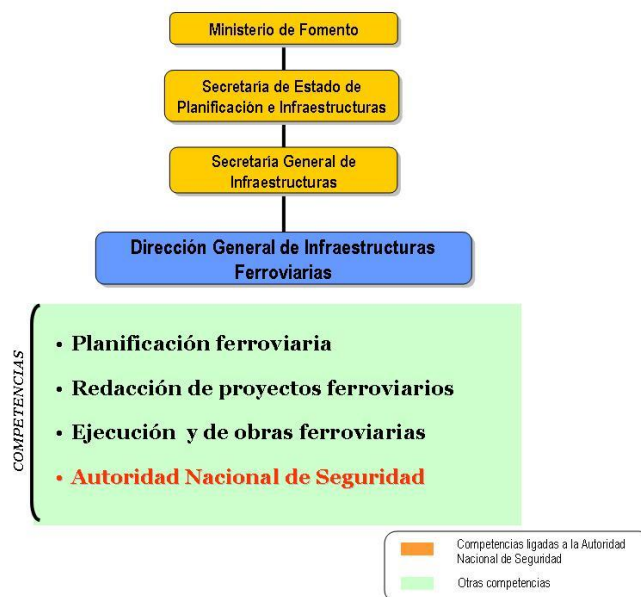 Ministerio de Fomento
Secretaría de Estado de
Planificación e Infraestructuras
Secretaría General de
Infraestructuras
Dirección General de Infraestructuras
Ferroviarias
COMPETENCIAS
• Planificación ferroviaria
• Redacción de proyectos ferroviarios
• Ejecución y de obras ferroviarias
• Autoridad Nacional de Seguridad
Competencias ligadas a la Autoridad
Nacional de Seguridad
Otras competencias